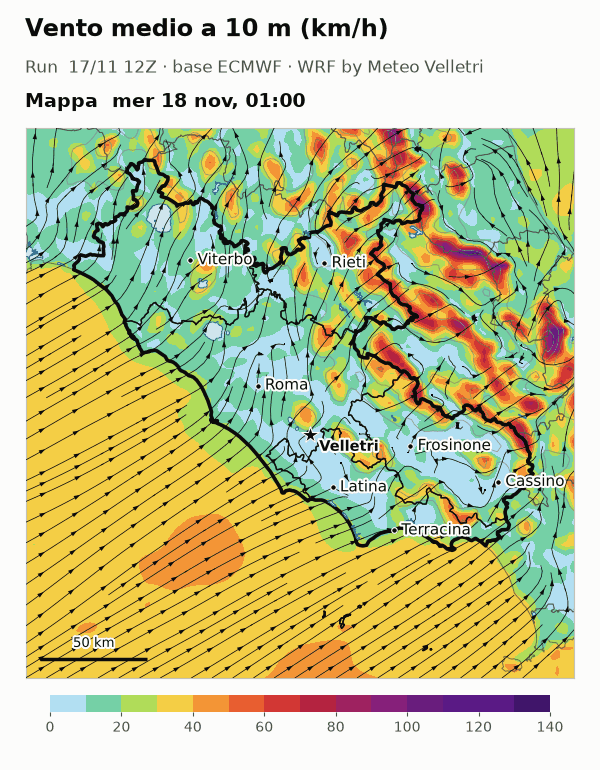 Vento medio a 10 m (km/h)
Run  17/11 12Z · base ECMWF · WRF by Meteo Velletri
Mappa  mer 18 nov, 01:00
Viterbo
Rieti
Roma
Velletri
Frosinone
Cassino
Latina
Terracina
50 km
0 20 40 60 80 100 120 140